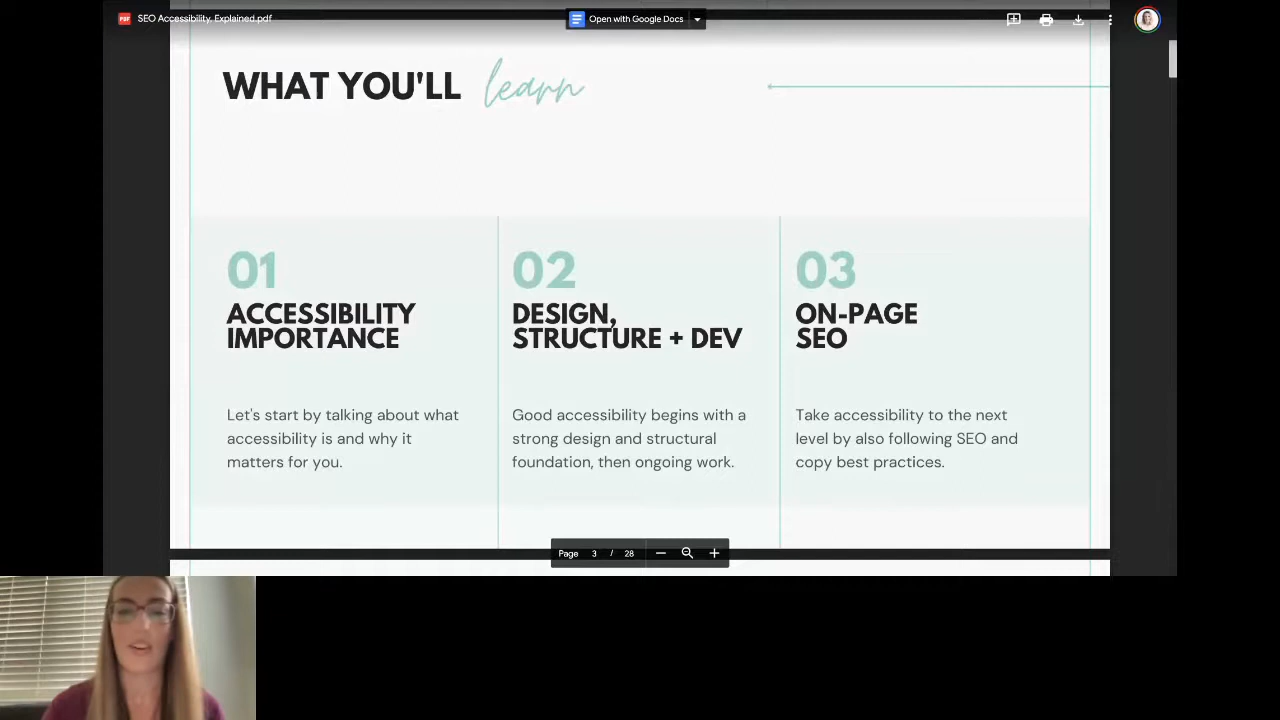 SEO Accessibility. Explained.pdf
Open with Google Docs
WHAT YOU'LL learn
01
ACCESSIBILITY
IMPORTANCE
Let's start by talking about what
accessibility is and why it
matters for you.
02
DESIGN,
STRUCTURE + DEV
Good accessibility begins with a
strong design and structural
foundation, then ongoing work.
03
ON-PAGE
SEO
Take accessibility to the next
level by also following SEO and
copy best practices.
Page 3 / 28